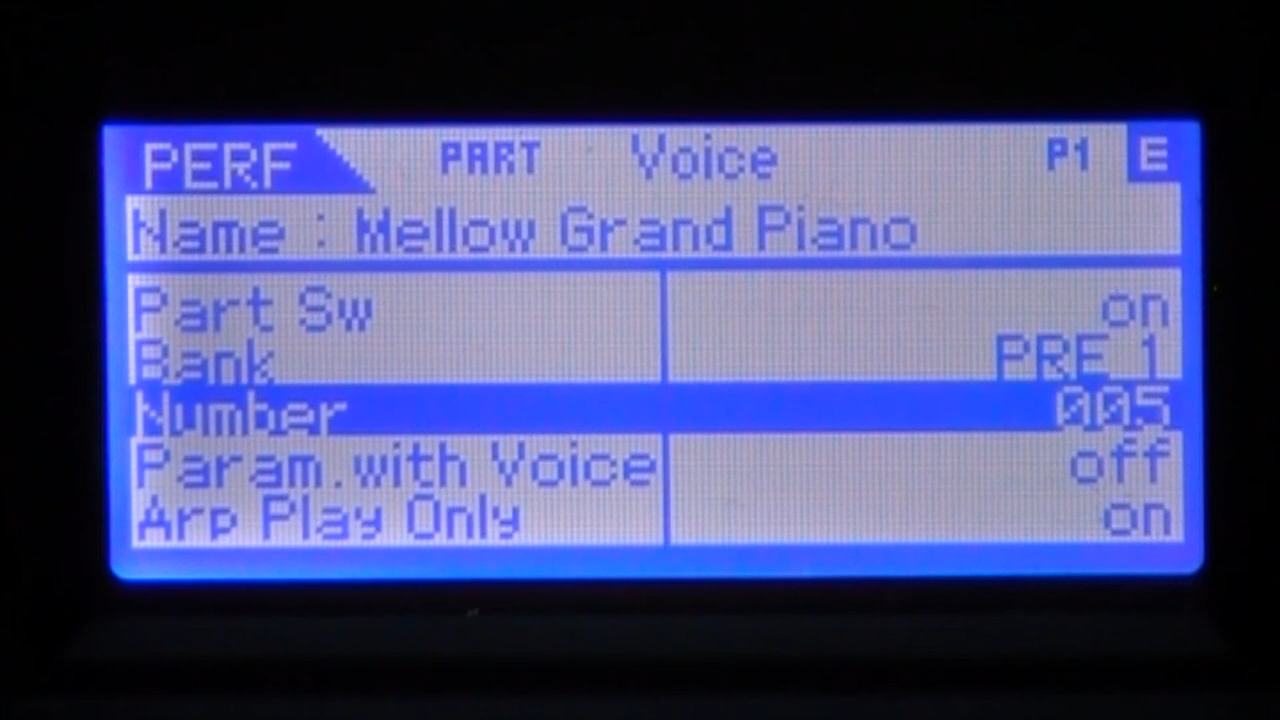 PERF PART Voice P1 E
Name : Mellow Grand Piano
Part Sw on
Bank PRE 1
Number 005
Param.with Voice off
Arp Play Only on